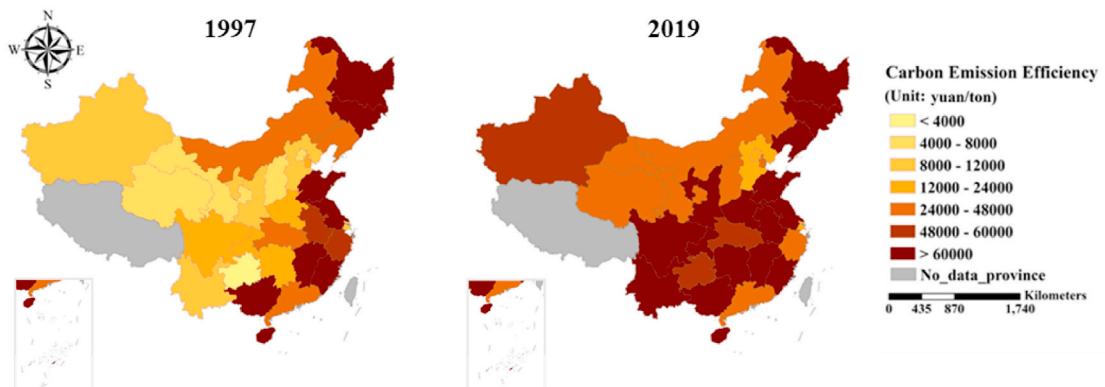 N
W E
S
1997
2019
Carbon Emission Efficiency
(Unit: yuan/ton)
< 4000
4000 - 8000
8000 - 12000
12000 - 24000
24000 - 48000
48000 - 60000
> 60000
No_data_province
Kilometers
0 435 870 1,740